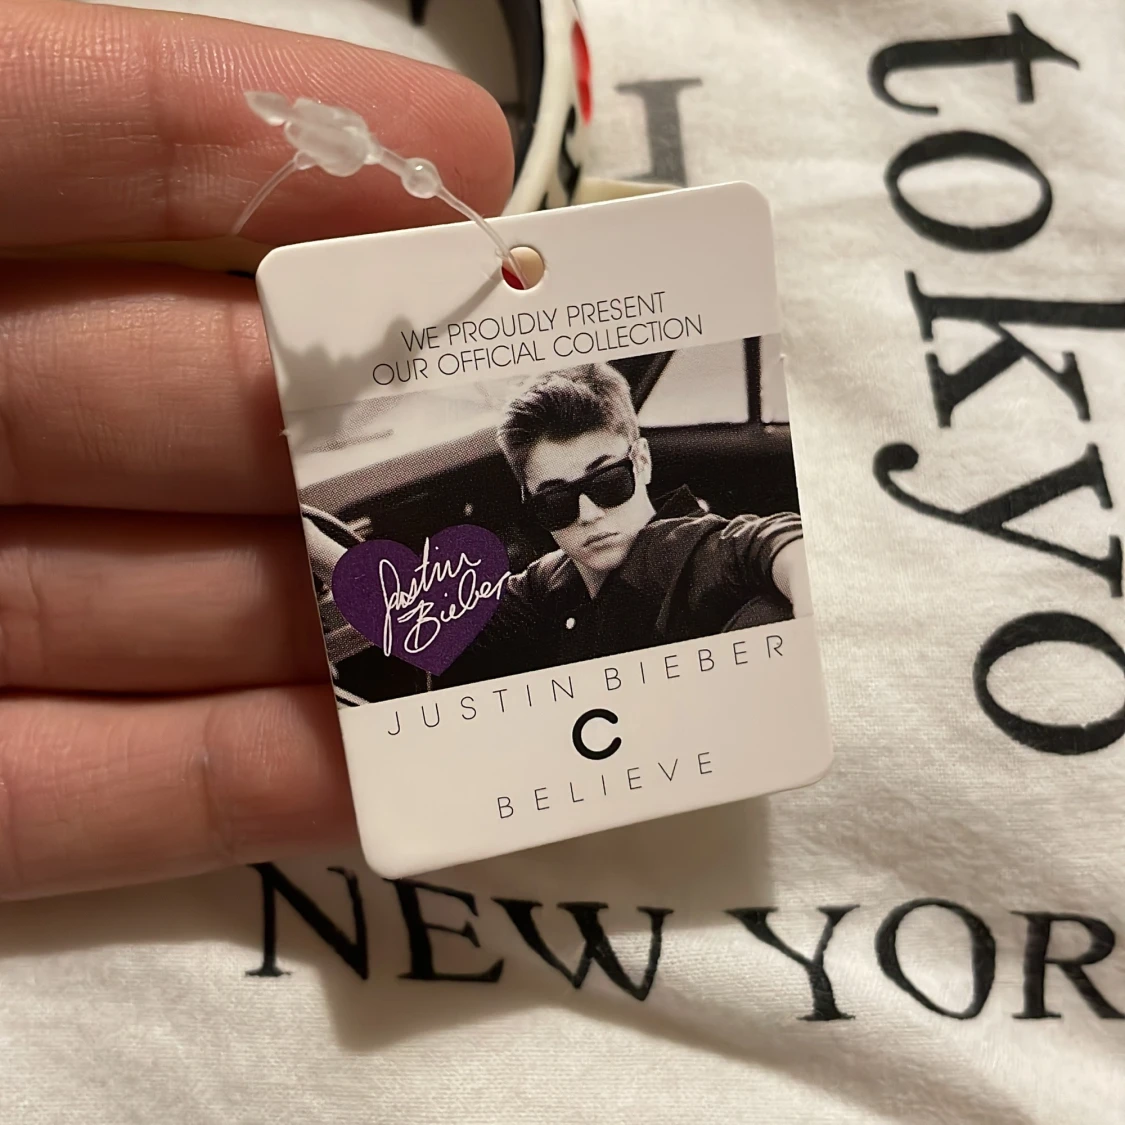 WE PROUDLY PRESENT
OUR OFFICIAL COLLECTION
Justin
Bieber
JUSTIN BIEBER
C
BELIEVE
tokyo
NEW YOR